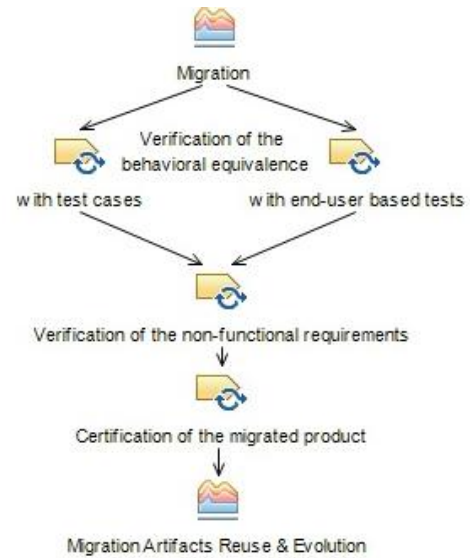 Migration
Verification of the
behavioral equivalence
with test cases
with end-user based tests
Verification of the non-functional requirements
Certification of the migrated product
Migration Artifacts Reuse & Evolution